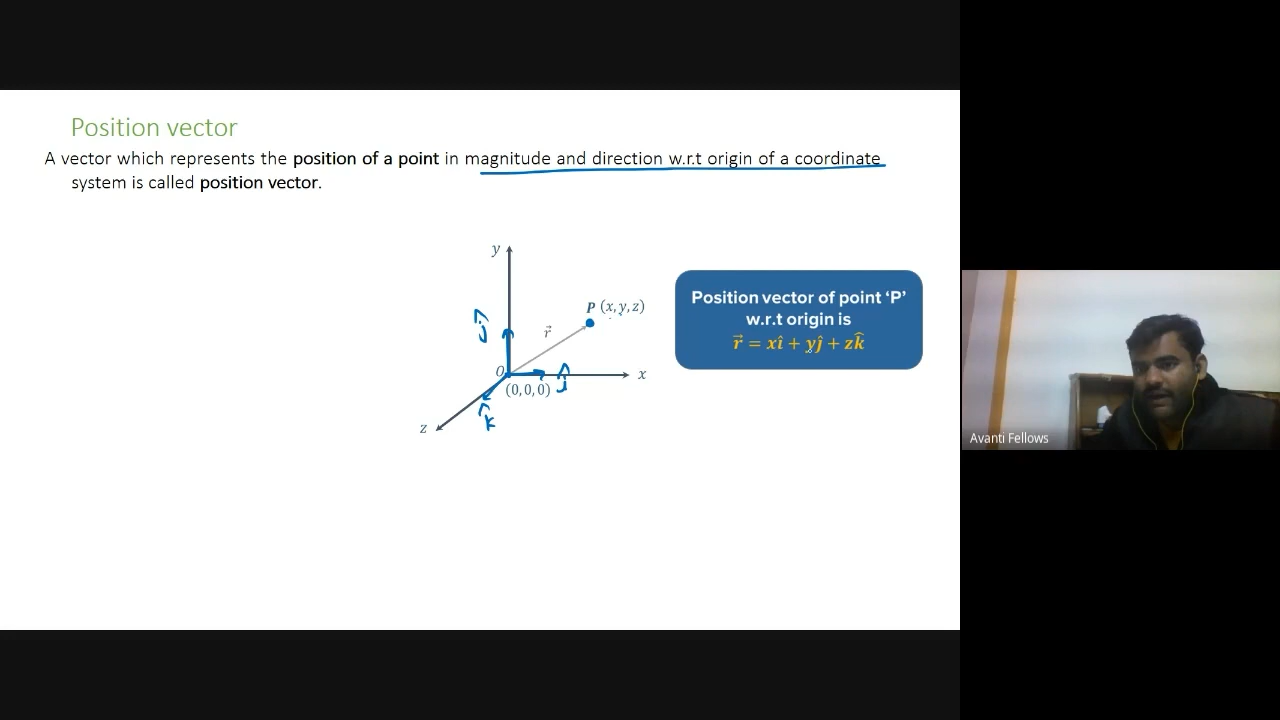 Position vector
A vector which represents the position of a point in magnitude and direction w.r.t origin of a coordinate
system is called position vector.
y
P (x, y, z)
ĵ
r⃗
O
x
(0, 0, 0)
ĵ
k̂
z
Position vector of point ‘P’
w.r.t origin is
r⃗ = xî + yĵ + zk̂
Avanti Fellows